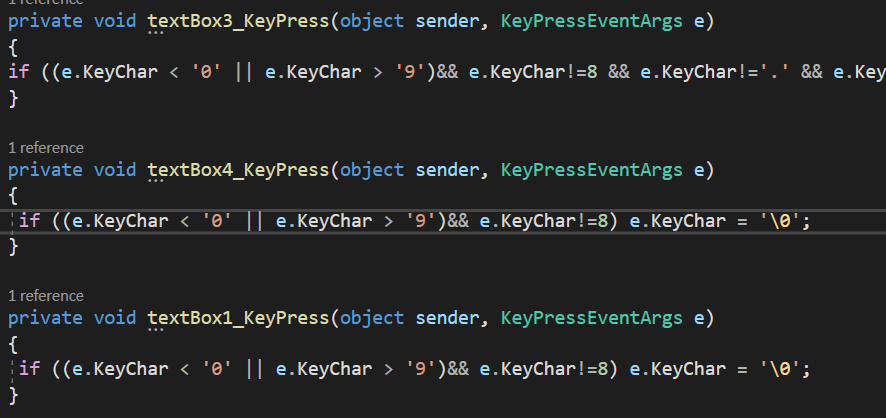 1 reference
private void textBox3_KeyPress(object sender, KeyPressEventArgs e)
{
if ((e.KeyChar < '0' || e.KeyChar > '9')&& e.KeyChar!=8 && e.KeyChar!='.' && e.Key
}
1 reference
private void textBox4_KeyPress(object sender, KeyPressEventArgs e)
{
if ((e.KeyChar < '0' || e.KeyChar > '9')&& e.KeyChar!=8) e.KeyChar = '\0';
}
1 reference
private void textBox1_KeyPress(object sender, KeyPressEventArgs e)
{
if ((e.KeyChar < '0' || e.KeyChar > '9')&& e.KeyChar!=8) e.KeyChar = '\0';
}